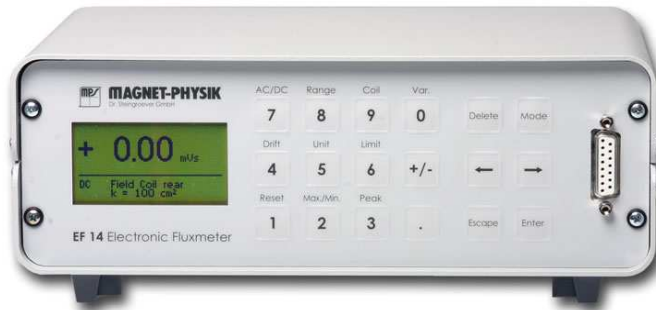 mps MAGNET-PHYSIK
Dr. Steingroever GmbH
+ 0.00 mVs
DC Field Coil rear
k = 100 cm²
EF 14 Electronic Fluxmeter
AC/DC Range Coil Var.
7 8 9 0
Delete Mode
Drift Unit Limit
4 5 6 +/-
← →
Reset Max./Min. Peak
1 2 3 .
Escape Enter